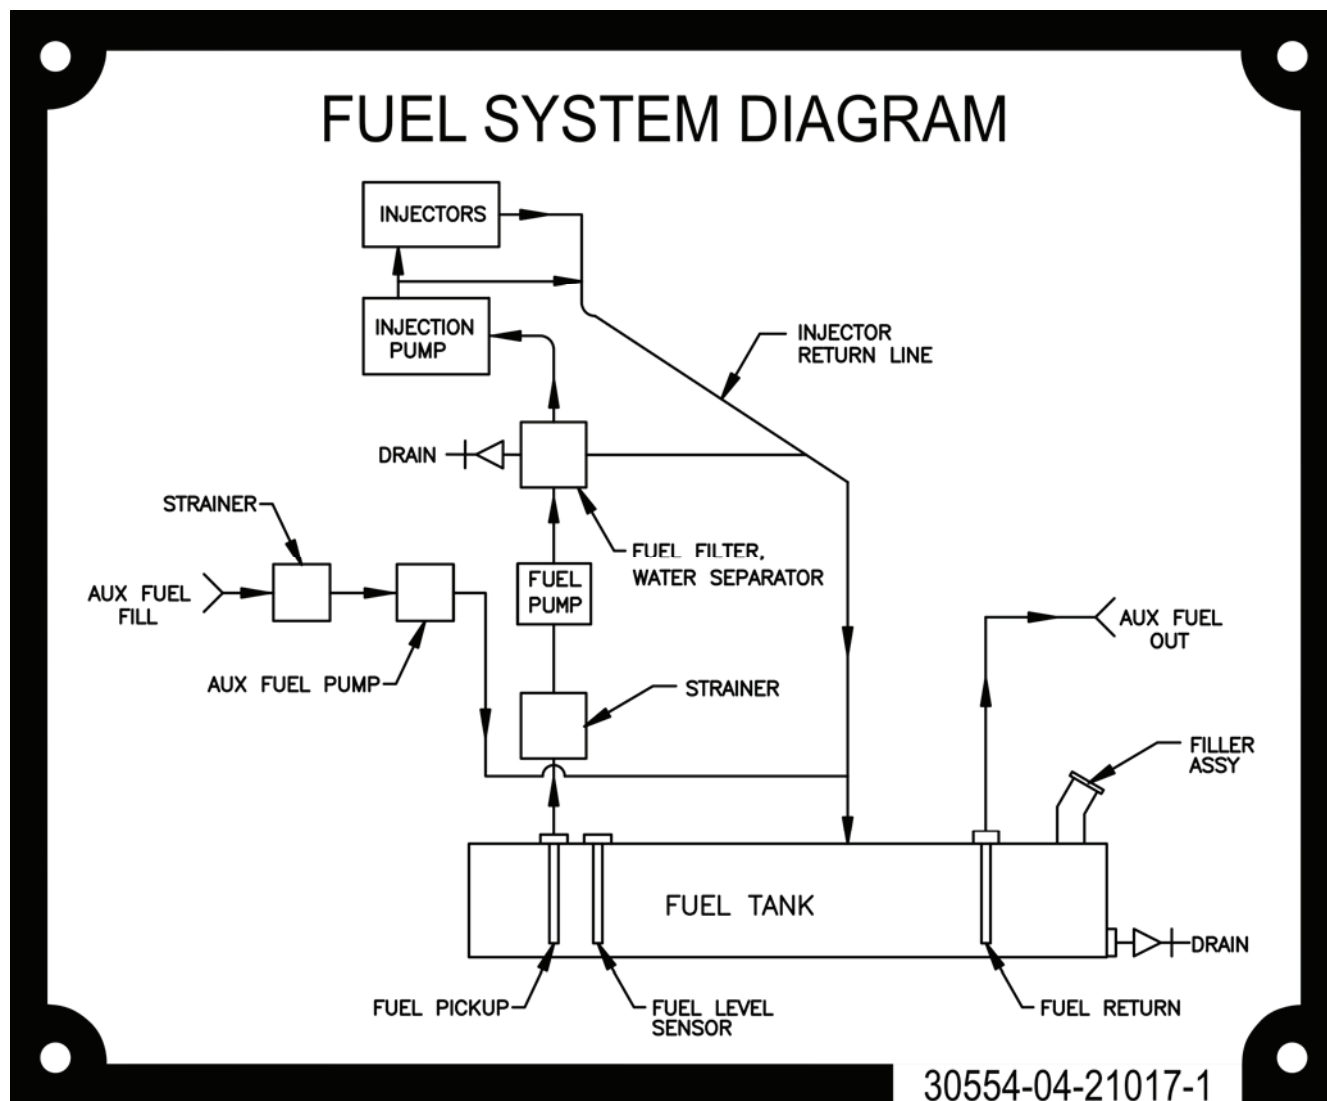 FUEL SYSTEM DIAGRAM
INJECTORS
INJECTION
PUMP
INJECTOR
RETURN LINE
DRAIN
STRAINER
FUEL FILTER,
WATER SEPARATOR
FUEL
PUMP
AUX FUEL
FILL
AUX FUEL
OUT
AUX FUEL PUMP
STRAINER
FILLER
ASSY
FUEL TANK
DRAIN
FUEL PICKUP
FUEL LEVEL
SENSOR
FUEL RETURN
30554-04-21017-1